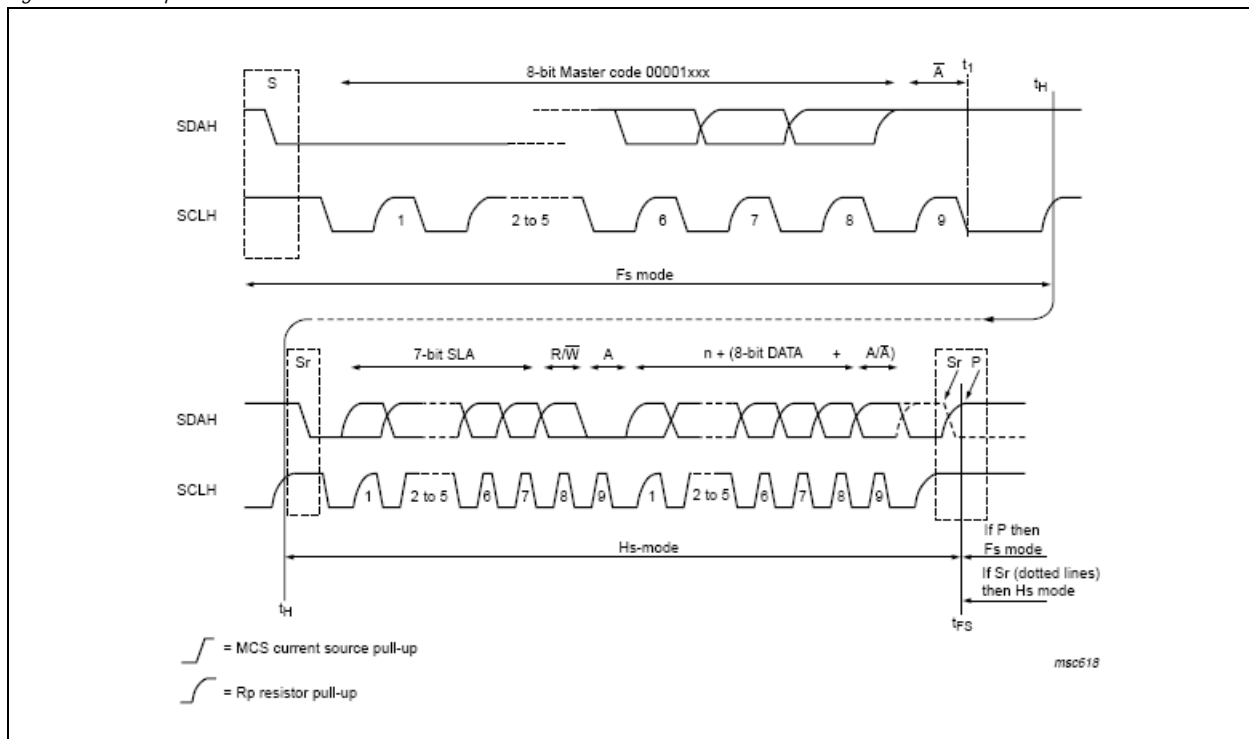 S
8-bit Master code 00001xxx
A̅
t1
tH
SDAH
SCLH
1
2 to 5
6
7
8
9
Fs mode
Sr
7-bit SLA
R/W̅
A
n + (8-bit DATA + A/A̅)
Sr P
SDAH
SCLH
1
2 to 5
6
7
8
9
1
2 to 5
6
7
8
9
If P then
Fs mode
Hs-mode
If Sr (dotted lines)
then Hs mode
tH
tFS
= MCS current source pull-up
= Rp resistor pull-up
msc618